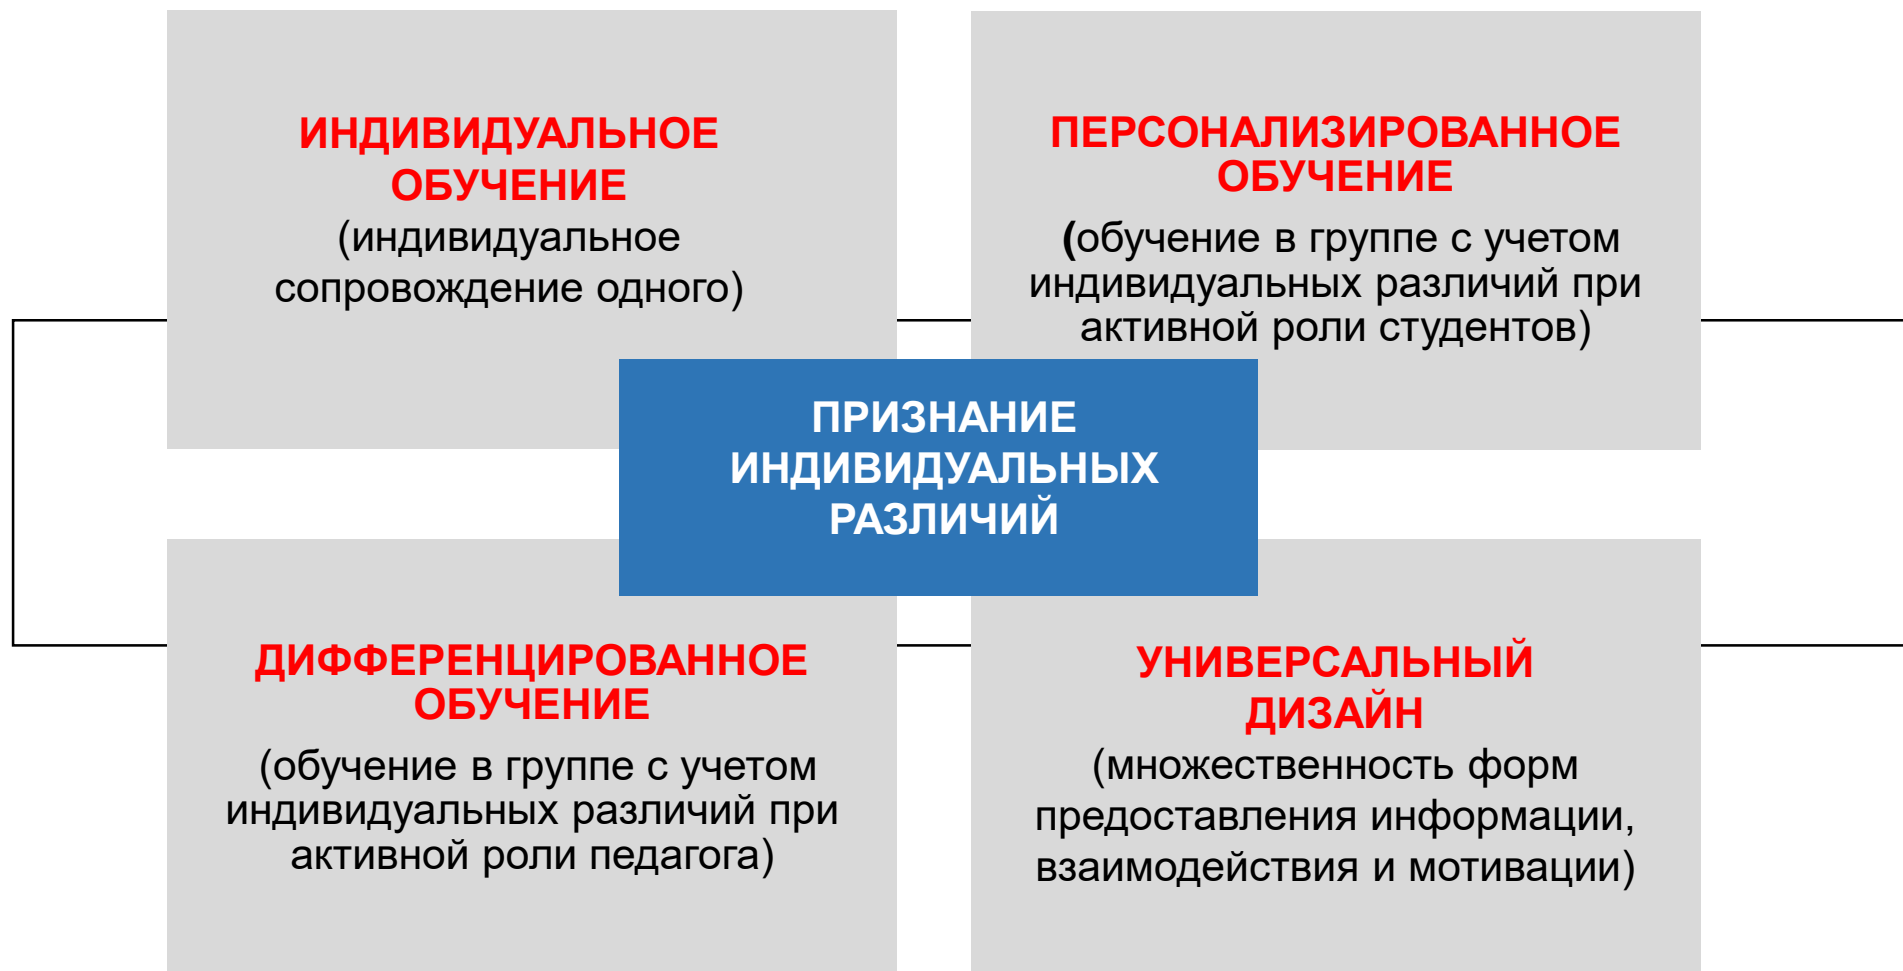 ИНДИВИДУАЛЬНОЕ
ОБУЧЕНИЕ
(индивидуальное
сопровождение одного)
ПЕРСОНАЛИЗИРОВАННОЕ
ОБУЧЕНИЕ
(обучение в группе с учетом
индивидуальных различий при
активной роли студентов)
ПРИЗНАНИЕ
ИНДИВИДУАЛЬНЫХ
РАЗЛИЧИЙ
ДИФФЕРЕНЦИРОВАННОЕ
ОБУЧЕНИЕ
(обучение в группе с учетом
индивидуальных различий при
активной роли педагога)
УНИВЕРСАЛЬНЫЙ
ДИЗАЙН
(множественность форм
предоставления информации,
взаимодействия и мотивации)